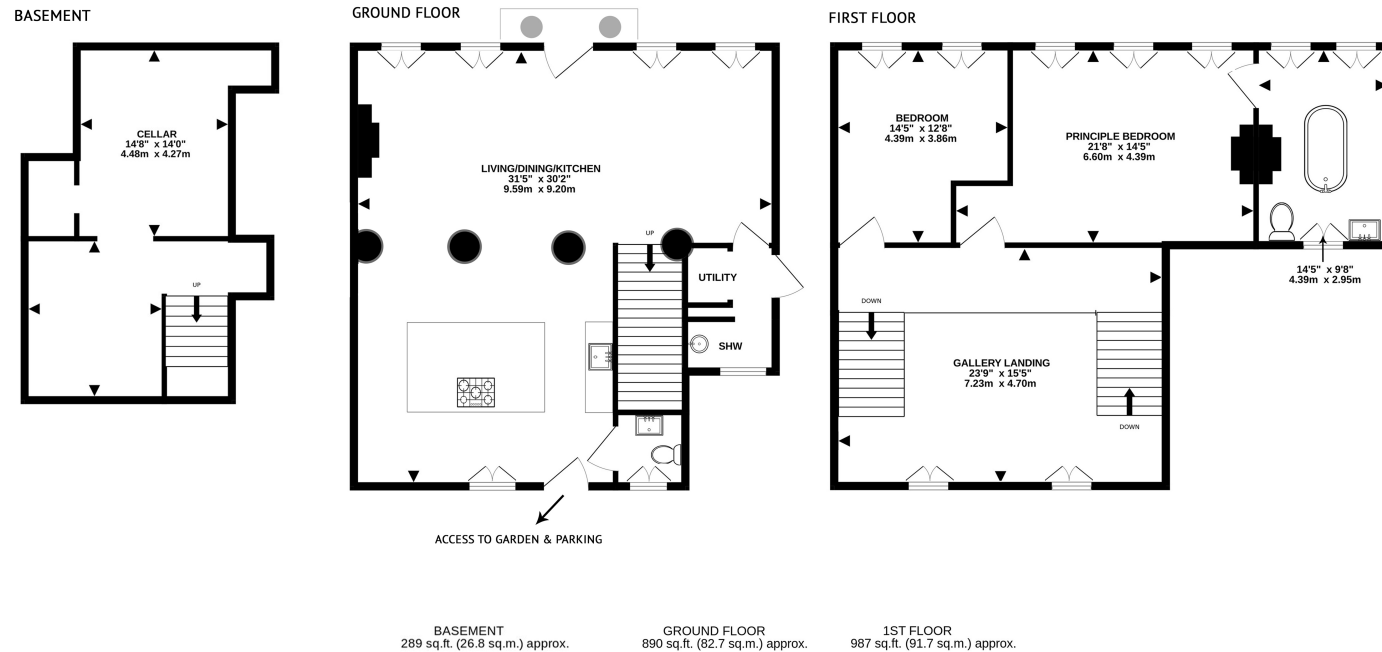 BASEMENT
CELLAR
14'8" x 14'0"
4.48m x 4.27m
UP
GROUND FLOOR
LIVING/DINING/KITCHEN
31'5" x 30'2"
9.59m x 9.20m
UP
UTILITY
SHW
ACCESS TO GARDEN & PARKING
FIRST FLOOR
BEDROOM
14'5" x 12'8"
4.39m x 3.86m
PRINCIPLE BEDROOM
21'8" x 14'5"
6.60m x 4.39m
14'5" x 9'8"
4.39m x 2.95m
DOWN
GALLERY LANDING
23'9" x 15'5"
7.23m x 4.70m
DOWN
BASEMENT
289 sq.ft. (26.8 sq.m.) approx.
GROUND FLOOR
890 sq.ft. (82.7 sq.m.) approx.
1ST FLOOR
987 sq.ft. (91.7 sq.m.) approx.